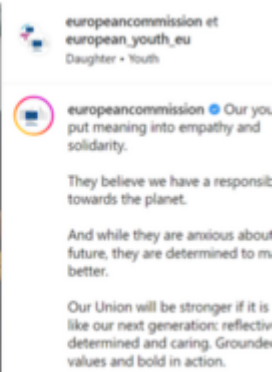 europeancommission et
european_youth_eu
Daughter • Youth
europeancommission Our you
put meaning into empathy and
solidarity.
They believe we have a responsib
towards the planet.
And while they are anxious about
future, they are determined to ma
better.
Our Union will be stronger if it is
like our next generation: reflective
determined and caring. Grounded
values and bold in action.